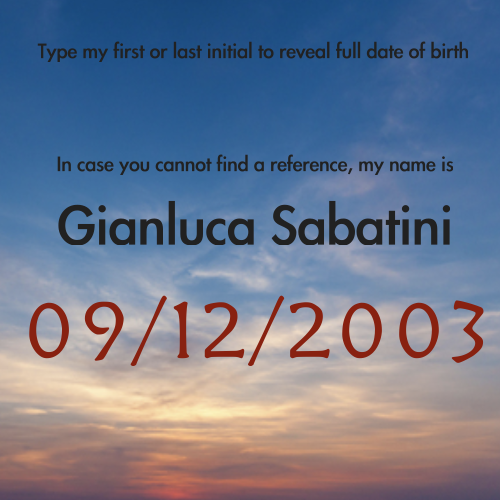 Type my first or last initial to reveal full date of birth
In case you cannot find a reference, my name is
Gianluca Sabatini
09/12/2003